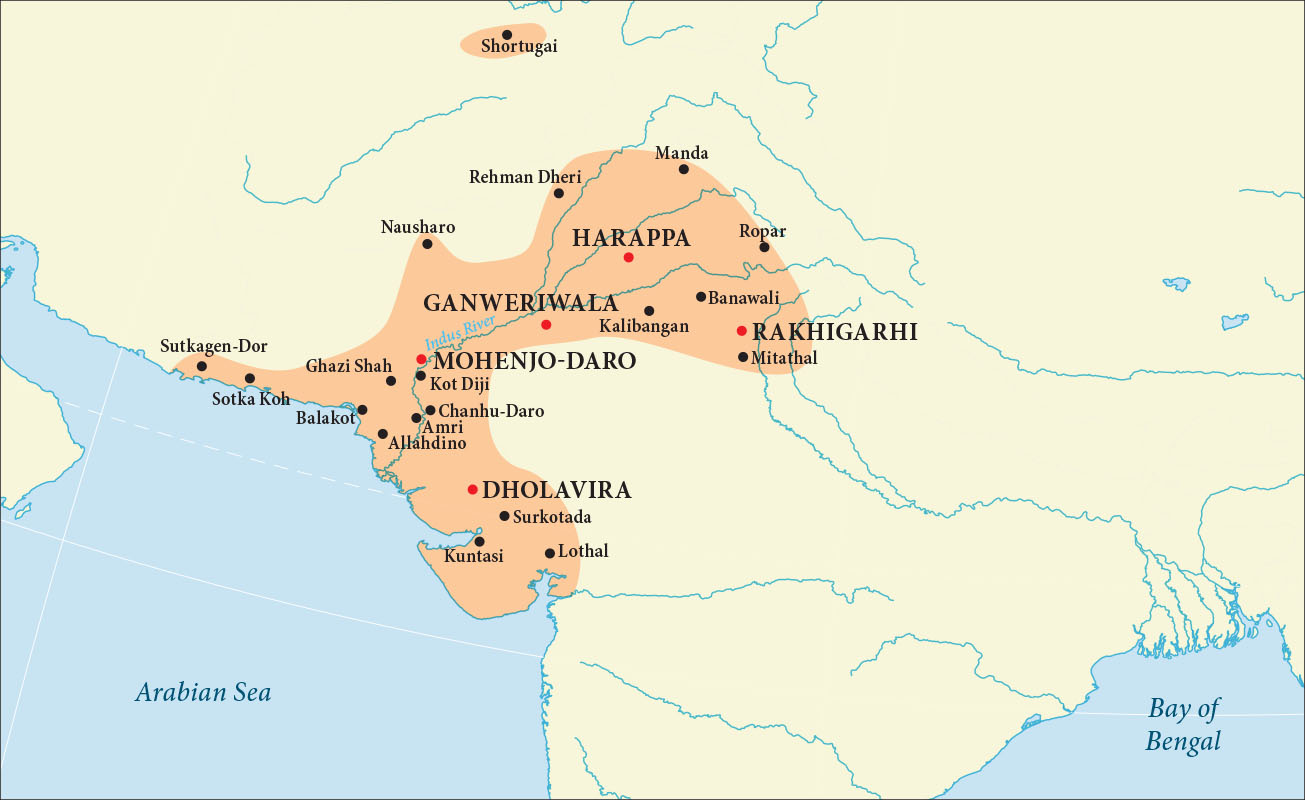 Shortugai
Manda
Rehman Dheri
Nausharo
Ropar
HARAPPA
Banawali
GANWERIWALA
Kalibangan
Indus River
RAKHIGARHI
Sutkagen-Dor
Mitathal
MOHENJO-DARO
Ghazi Shah
Kot Diji
Sotka Koh
Chanhu-Daro
Balakot
Amri
Allahdino
DHOLAVIRA
Surkotada
Lothal
Kuntasi
Arabian Sea
Bay of
Bengal